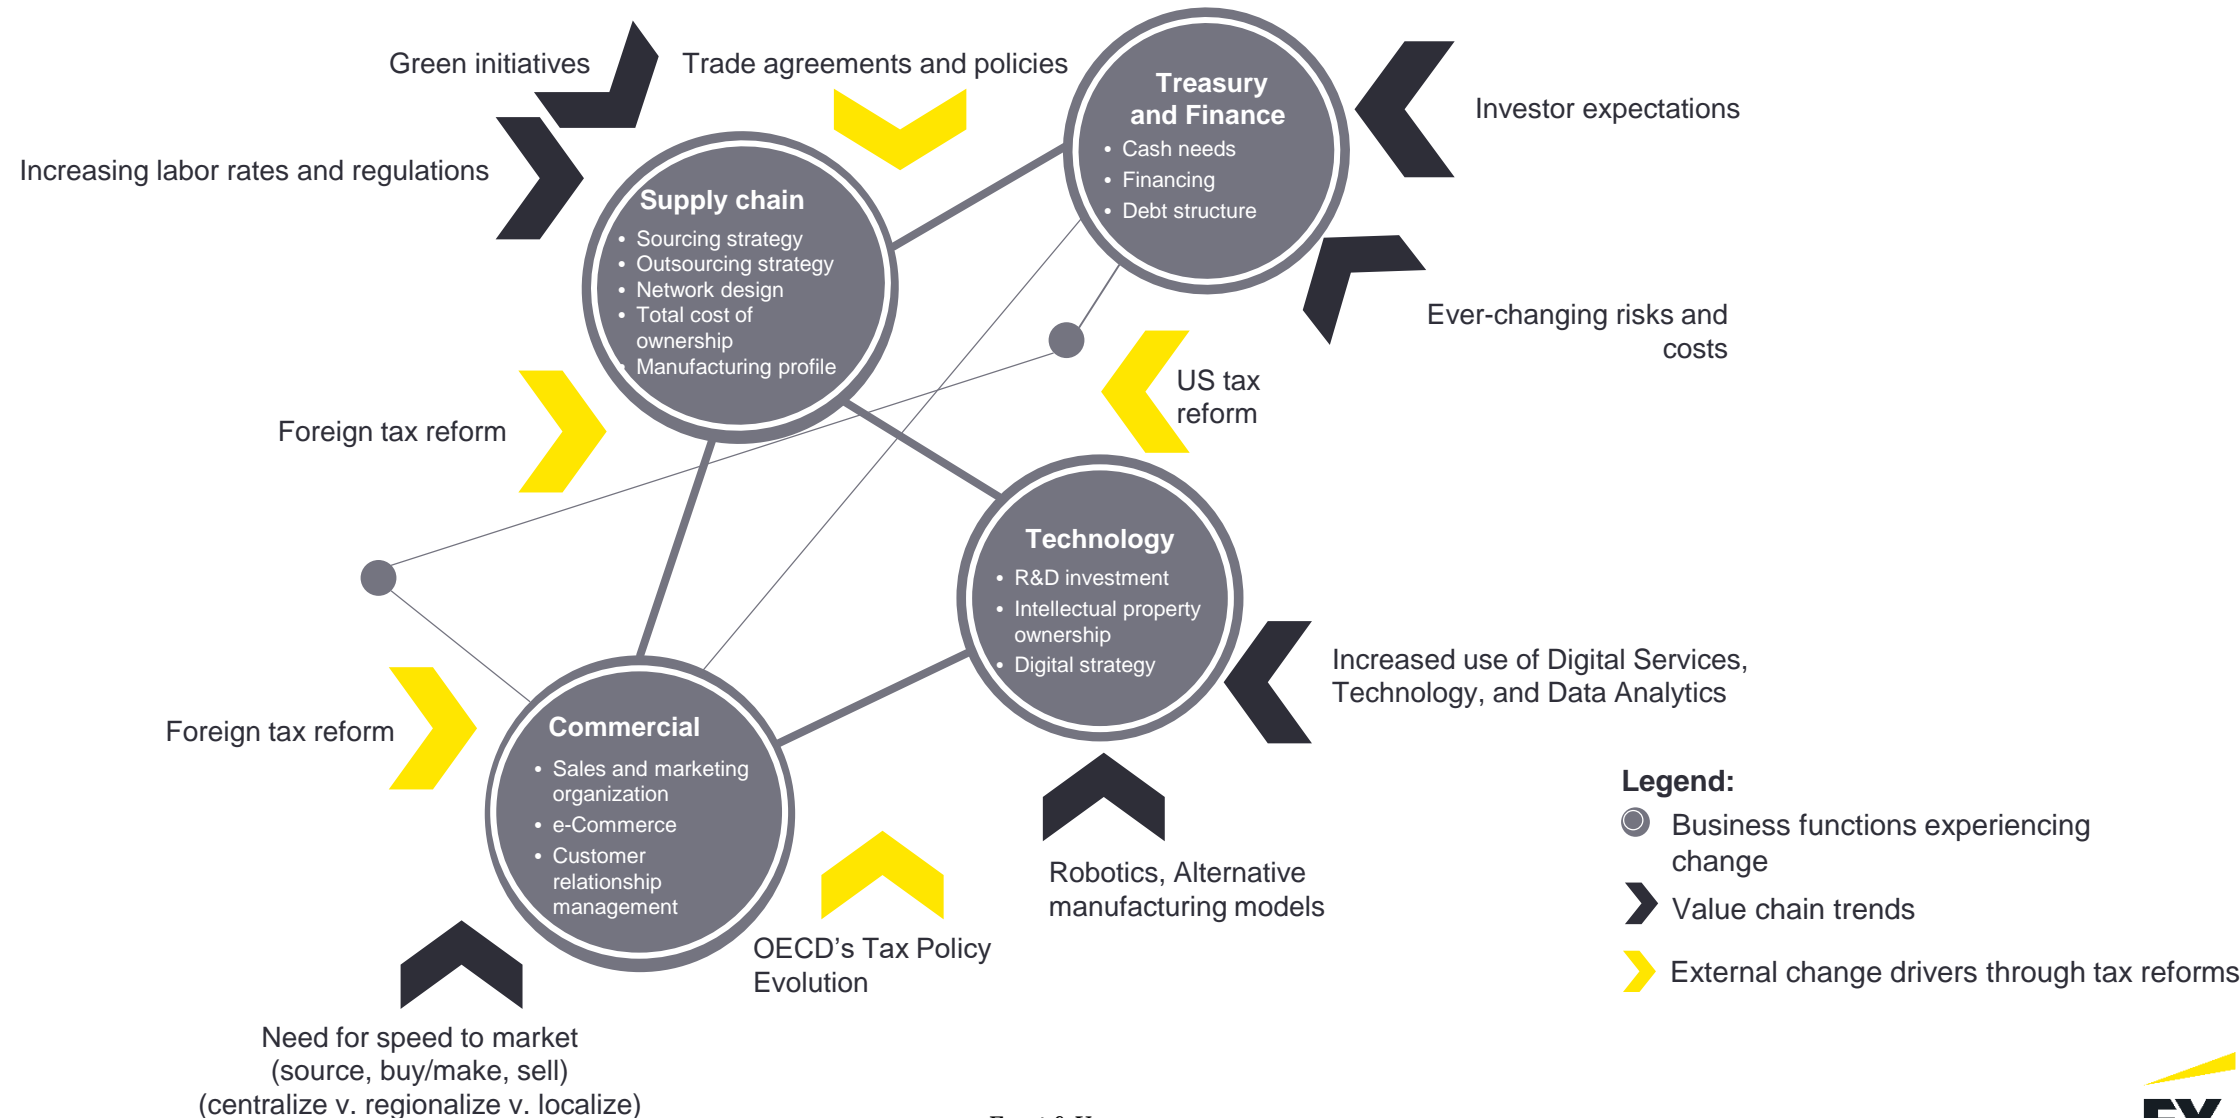 Green initiatives
Trade agreements and policies
Increasing labor rates and regulations
Supply chain
• Sourcing strategy
• Outsourcing strategy
• Network design
• Total cost of
ownership
• Manufacturing profile
Treasury
and Finance
• Cash needs
• Financing
• Debt structure
Investor expectations
Ever-changing risks and
costs
US tax
reform
Foreign tax reform
Technology
• R&D investment
• Intellectual property
ownership
• Digital strategy
Increased use of Digital Services,
Technology, and Data Analytics
Foreign tax reform
Commercial
• Sales and marketing
organization
• e-Commerce
• Customer
relationship
management
Robotics, Alternative
manufacturing models
OECD’s Tax Policy
Evolution
Need for speed to market
(source, buy/make, sell)
(centralize v. regionalize v. localize)
Legend:
Business functions experiencing
change
Value chain trends
External change drivers through tax reforms
EY